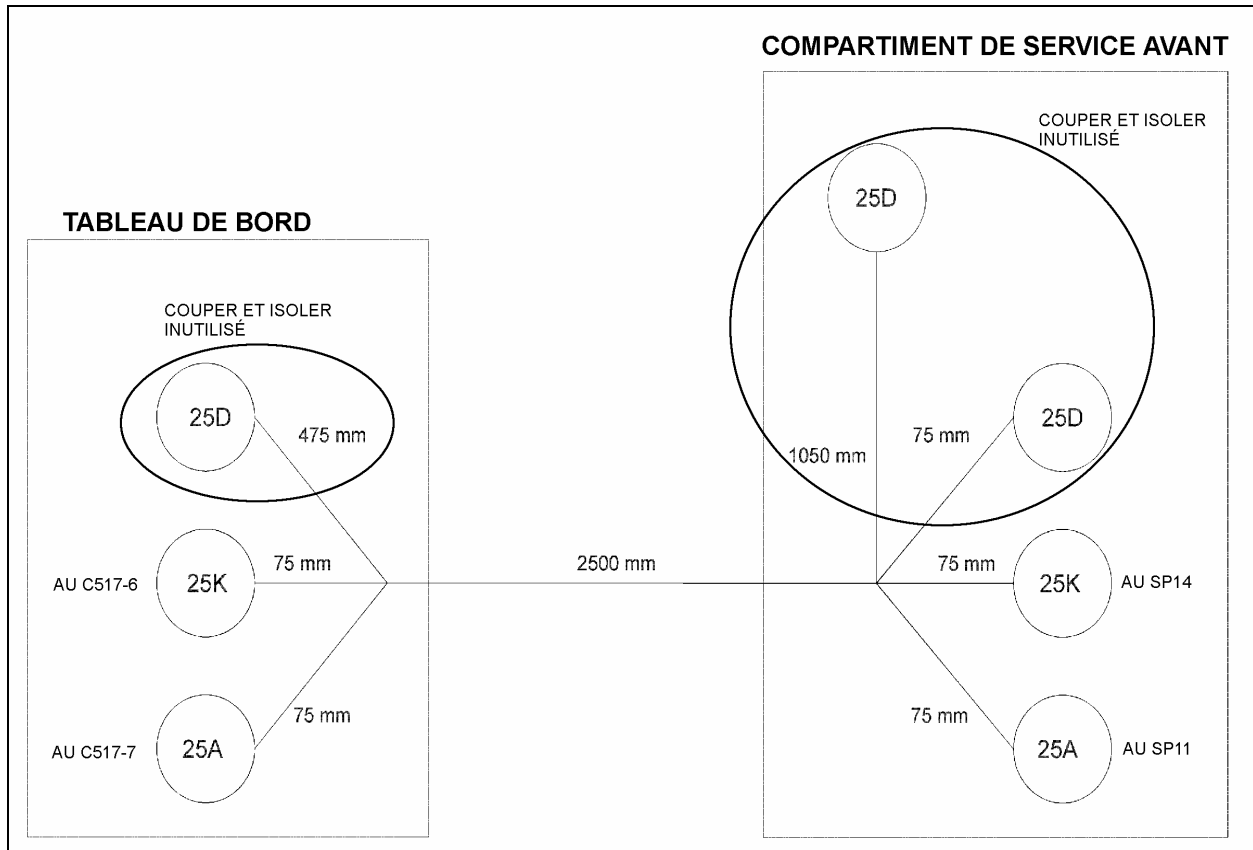 COMPARTIMENT DE SERVICE AVANT
COUPER ET ISOLER
INUTILISÉ
25D
TABLEAU DE BORD
COUPER ET ISOLER
INUTILISÉ
25D
475 mm
1050 mm
75 mm
25D
AU C517-6
25K
75 mm
2500 mm
75 mm
25K
AU SP14
AU C517-7
25A
75 mm
75 mm
25A
AU SP11